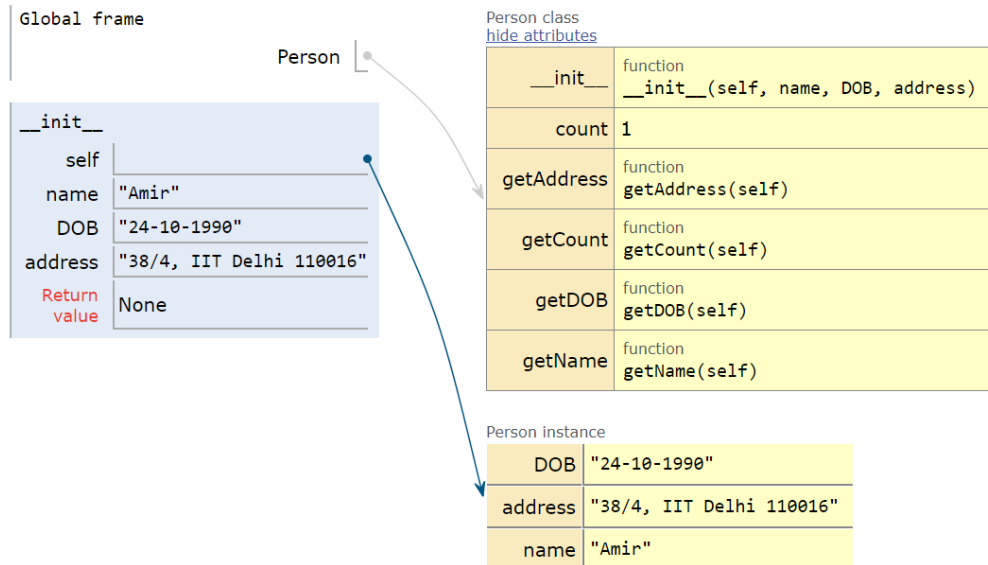 Global frame
Person
__init__
self
name "Amir"
DOB "24-10-1990"
address "38/4, IIT Delhi 110016"
Return
value None
Person class
hide attributes
__init__ function
__init__(self, name, DOB, address)
count 1
getAddress function
getAddress(self)
getCount function
getCount(self)
getDOB function
getDOB(self)
getName function
getName(self)
Person instance
DOB "24-10-1990"
address "38/4, IIT Delhi 110016"
name "Amir"